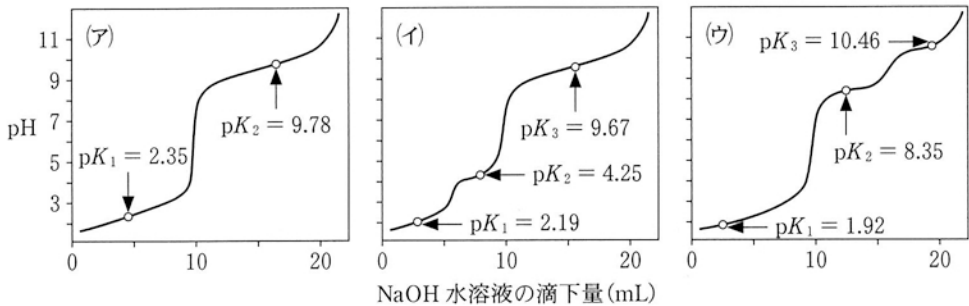 (ア)
pH
11
9
7
5
3
pK₁ = 2.35
pK₂ = 9.78
0
10
20
(イ)
pK₃ = 9.67
pK₂ = 4.25
pK₁ = 2.19
0
10
20
(ウ)
pK₃ = 10.46
pK₂ = 8.35
pK₁ = 1.92
0
10
20
NaOH 水溶液の滴下量(mL)